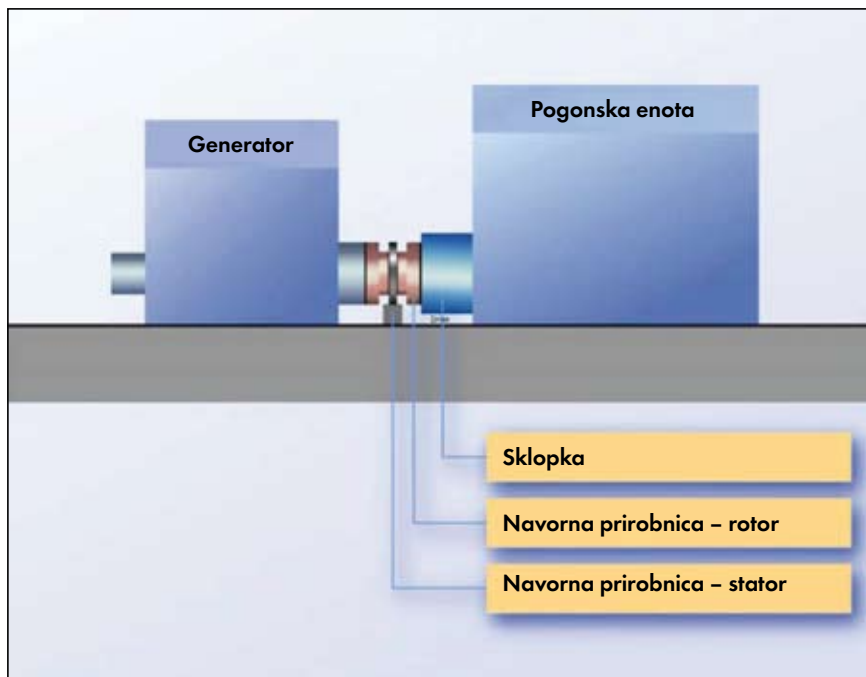 Pogonska enota
Generator
Sklopka
Navorna prirobnica – rotor
Navorna prirobnica – stator